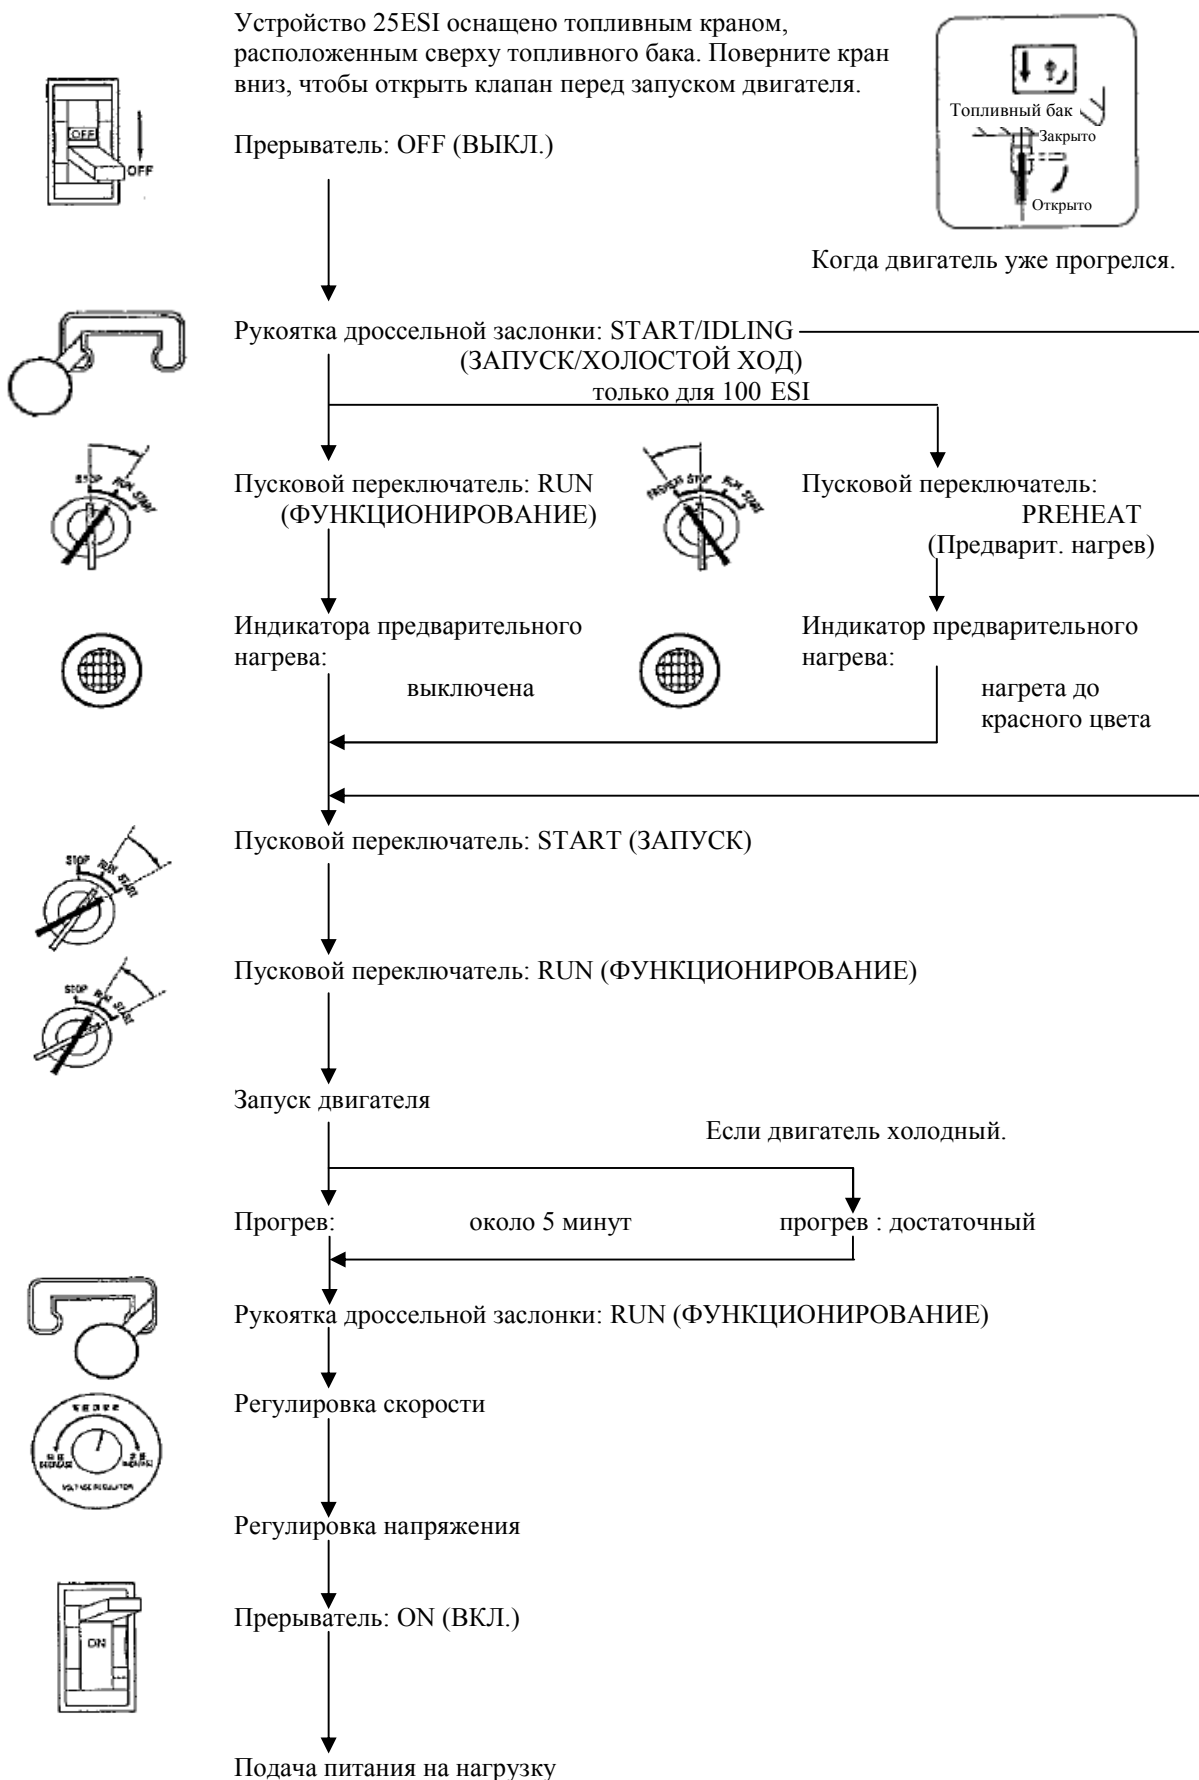 Устройство 25ESI оснащено топливным краном,
расположенным сверху топливного бака. Поверните кран
вниз, чтобы открыть клапан перед запуском двигателя.
Топливный бак
Закрыто
Открыто
OFF
OFF
Прерыватель: OFF (ВЫКЛ.)
Когда двигатель уже прогрелся.
Рукоятка дроссельной заслонки: START/IDLING
(ЗАПУСК/ХОЛОСТОЙ ХОД)
только для 100 ESI
STOP RUN START
Пусковой переключатель: RUN
(ФУНКЦИОНИРОВАНИЕ)
PREHEAT STOP RUN START
Пусковой переключатель:
PREHEAT
(Предварит. нагрев)
Индикатора предварительного
нагрева:
выключена
Индикатор предварительного
нагрева:
нагрета до
красного цвета
Пусковой переключатель: START (ЗАПУСК)
STOP RUN START
Пусковой переключатель: RUN (ФУНКЦИОНИРОВАНИЕ)
STOP RUN START
Запуск двигателя
Если двигатель холодный.
Прогрев: около 5 минут
прогрев : достаточный
Рукоятка дроссельной заслонки: RUN (ФУНКЦИОНИРОВАНИЕ)
Регулировка скорости
DECREASE
INCREASE
VOLTAGE REGULATOR
Регулировка напряжения
Прерыватель: ON (ВКЛ.)
ON
Подача питания на нагрузку